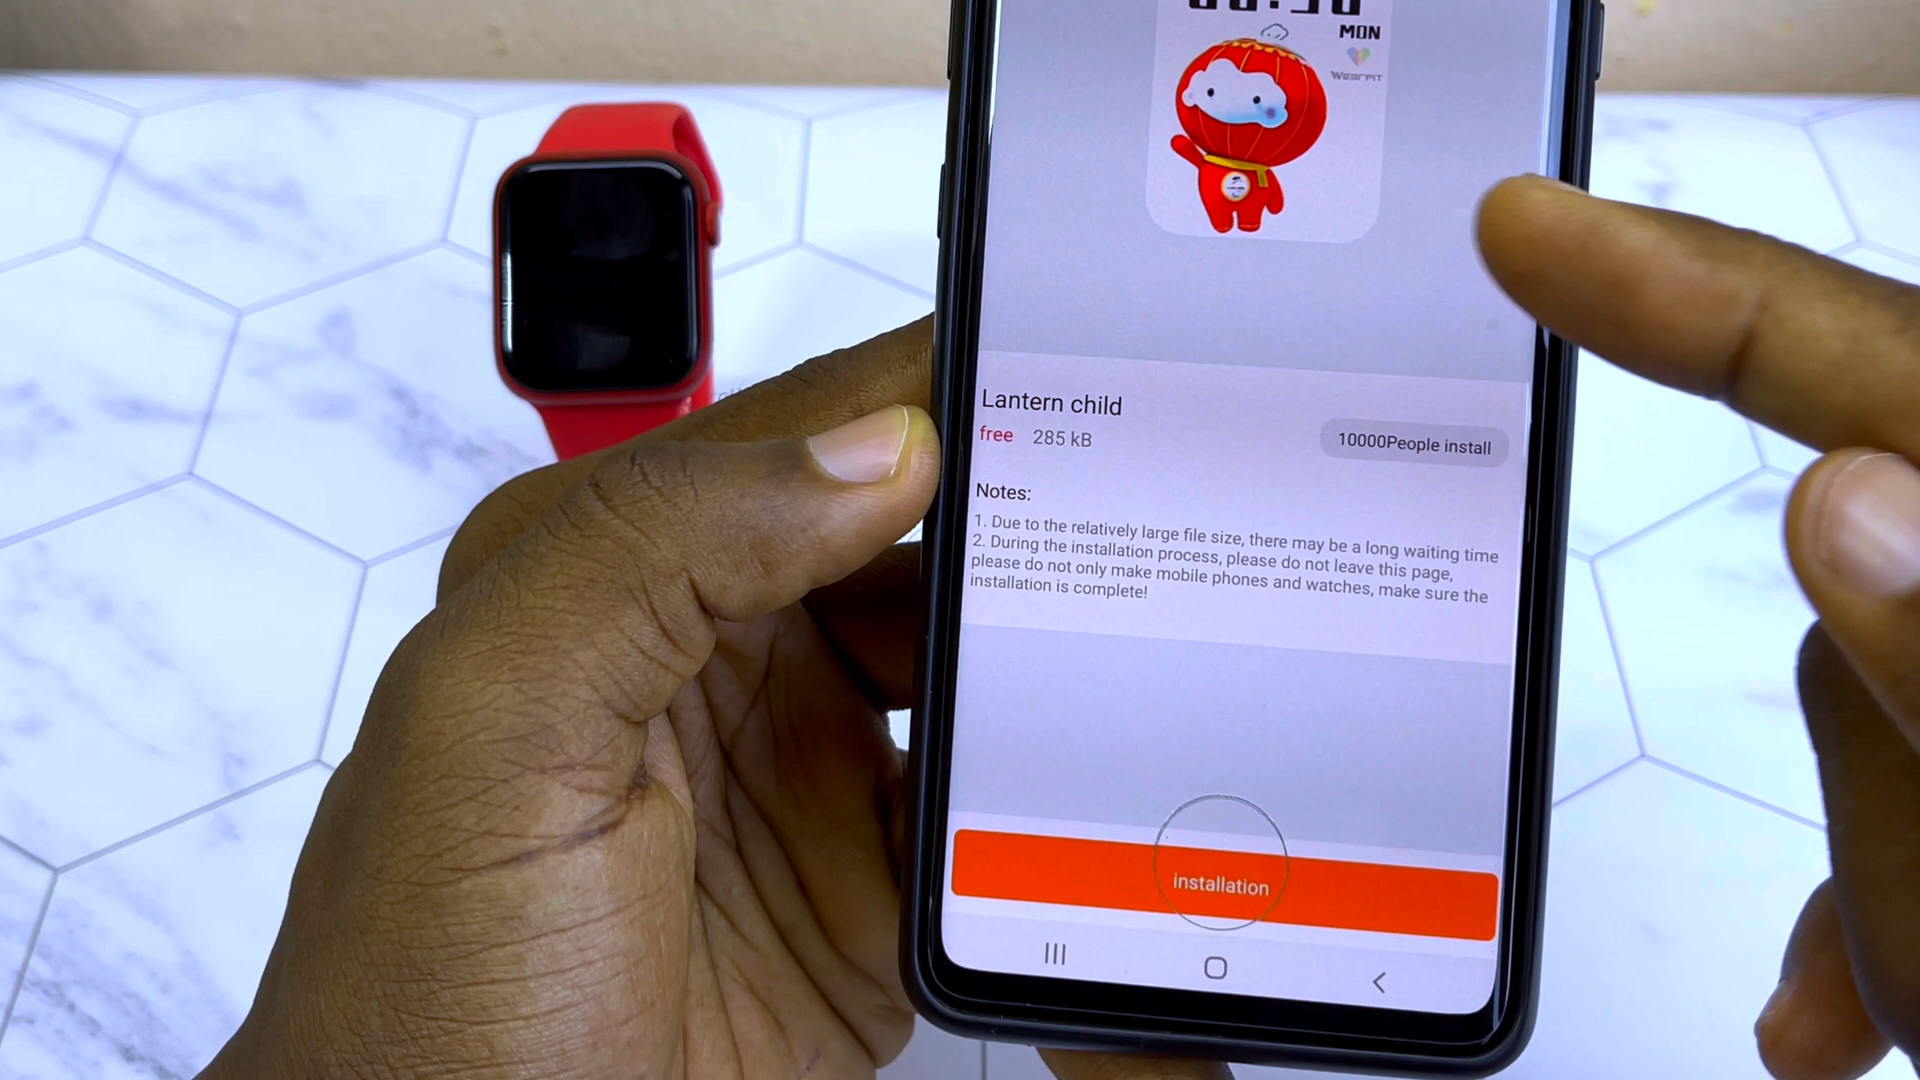 MON
WearFIT
Lantern child
free 285 kB
10000People install
Notes:
1. Due to the relatively large file size, there may be a long waiting time
2. During the installation process, please do not leave this page,
please do not only make mobile phones and watches, make sure the
installation is complete!
installation